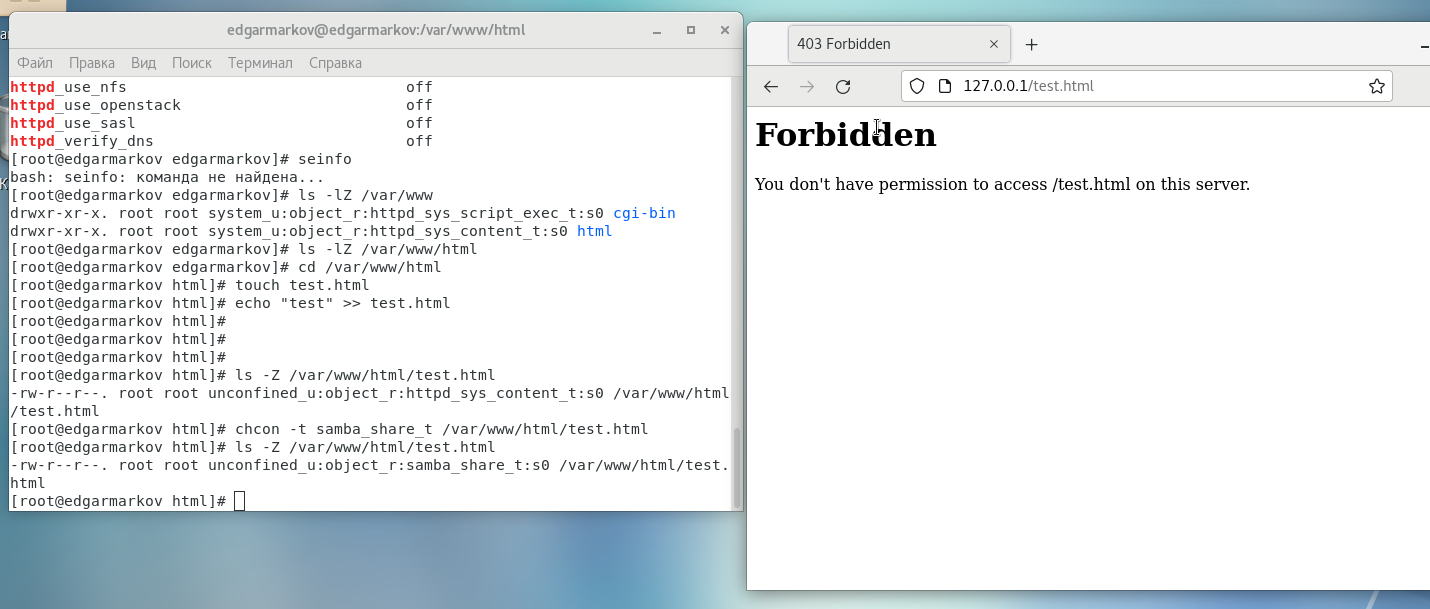 edgarmarkov@edgarmarkov:/var/www/html
Файл Правка Вид Поиск Терминал Справка
httpd_use_nfs off
httpd_use_openstack off
httpd_use_sasl off
httpd_verify_dns off
[root@edgarmarkov edgarmarkov]# seinfo
bash: seinfo: команда не найдена...
[root@edgarmarkov edgarmarkov]# ls -lZ /var/www
drwxr-xr-x. root root system_u:object_r:httpd_sys_script_exec_t:s0 cgi-bin
drwxr-xr-x. root root system_u:object_r:httpd_sys_content_t:s0 html
[root@edgarmarkov edgarmarkov]# ls -lZ /var/www/html
[root@edgarmarkov edgarmarkov]# cd /var/www/html
[root@edgarmarkov html]# touch test.html
[root@edgarmarkov html]# echo "test" >> test.html
[root@edgarmarkov html]#
[root@edgarmarkov html]#
[root@edgarmarkov html]#
[root@edgarmarkov html]# ls -Z /var/www/html/test.html
-rw-r--r--. root root unconfined_u:object_r:httpd_sys_content_t:s0 /var/www/html
/test.html
[root@edgarmarkov html]# chcon -t samba_share_t /var/www/html/test.html
[root@edgarmarkov html]# ls -Z /var/www/html/test.html
-rw-r--r--. root root unconfined_u:object_r:samba_share_t:s0 /var/www/html/test.
html
[root@edgarmarkov html]#
403 Forbidden
127.0.0.1/test.html
Forbidden
You don't have permission to access /test.html on this server.